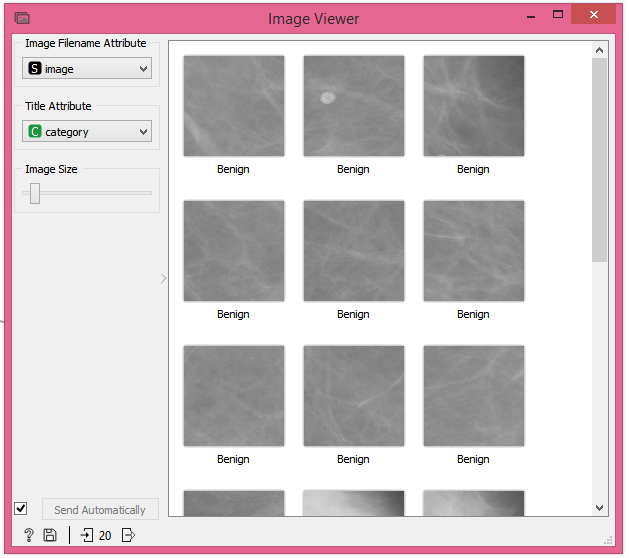 Image Viewer
Image Filename Attribute
S image
Title Attribute
C category
Image Size
Benign Benign Benign
Benign Benign Benign
Benign Benign Benign
Send Automatically
? 20